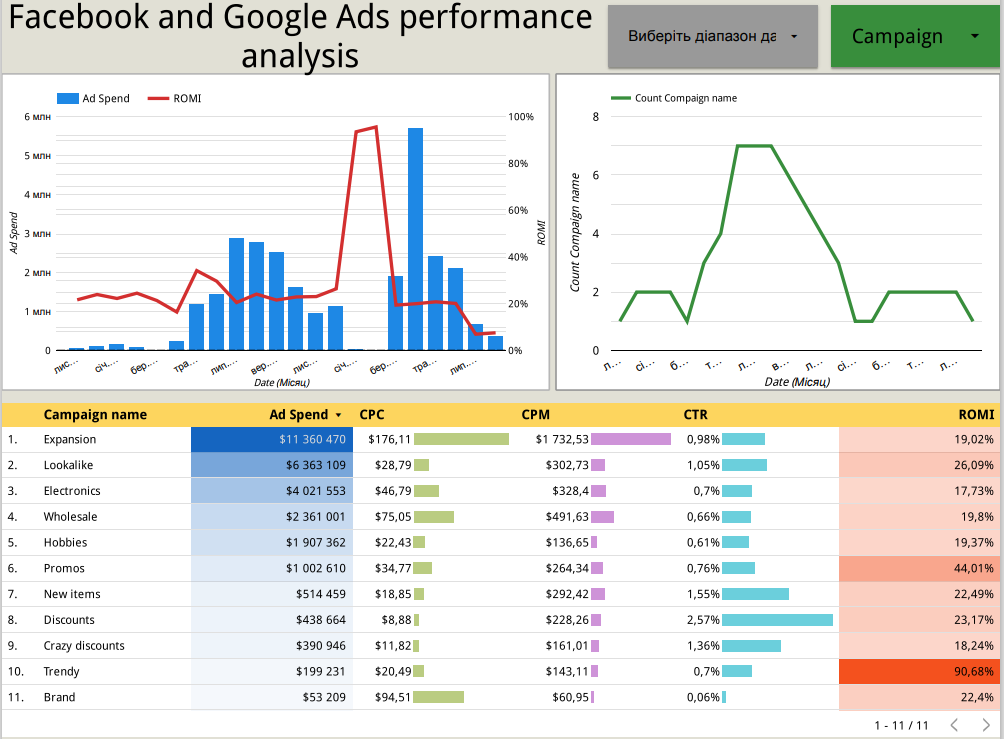 Facebook and Google Ads performance
analysis
Виберіть діапазон да
Campaign
Ad Spend ROMI
6 млн 100%
5 млн 80%
4 млн 60%
3 млн 40%
2 млн 20%
1 млн
0 0%
Ad Spend
ROMI
лис... січ... бер... тра... лип... вер... лис... січ... бер... тра... лип...
Date (Місяц)
Count Compaign name
8
6
4
2
0
Count Compaign name
л... сі... б... т... л... в... л... сі... б... т... л...
Date (Місяц)
Campaign name Ad Spend CPC CPM CTR ROMI
1. Expansion $11 360 470 $176,11 $1 732,53 0,98% 19,02%
2. Lookalike $6 363 109 $28,79 $302,73 1,05% 26,09%
3. Electronics $4 021 553 $46,79 $328,4 0,7% 17,73%
4. Wholesale $2 361 001 $75,05 $491,63 0,66% 19,8%
5. Hobbies $1 907 362 $22,43 $136,65 0,61% 19,37%
6. Promos $1 002 610 $34,77 $264,34 0,76% 44,01%
7. New items $514 459 $18,85 $292,42 1,55% 22,49%
8. Discounts $438 664 $8,88 $228,26 2,57% 23,17%
9. Crazy discounts $390 946 $11,82 $161,01 1,36% 18,24%
10. Trendy $199 231 $20,49 $143,11 0,7% 90,68%
11. Brand $53 209 $94,51 $60,95 0,06% 22,4%
1 - 11 / 11